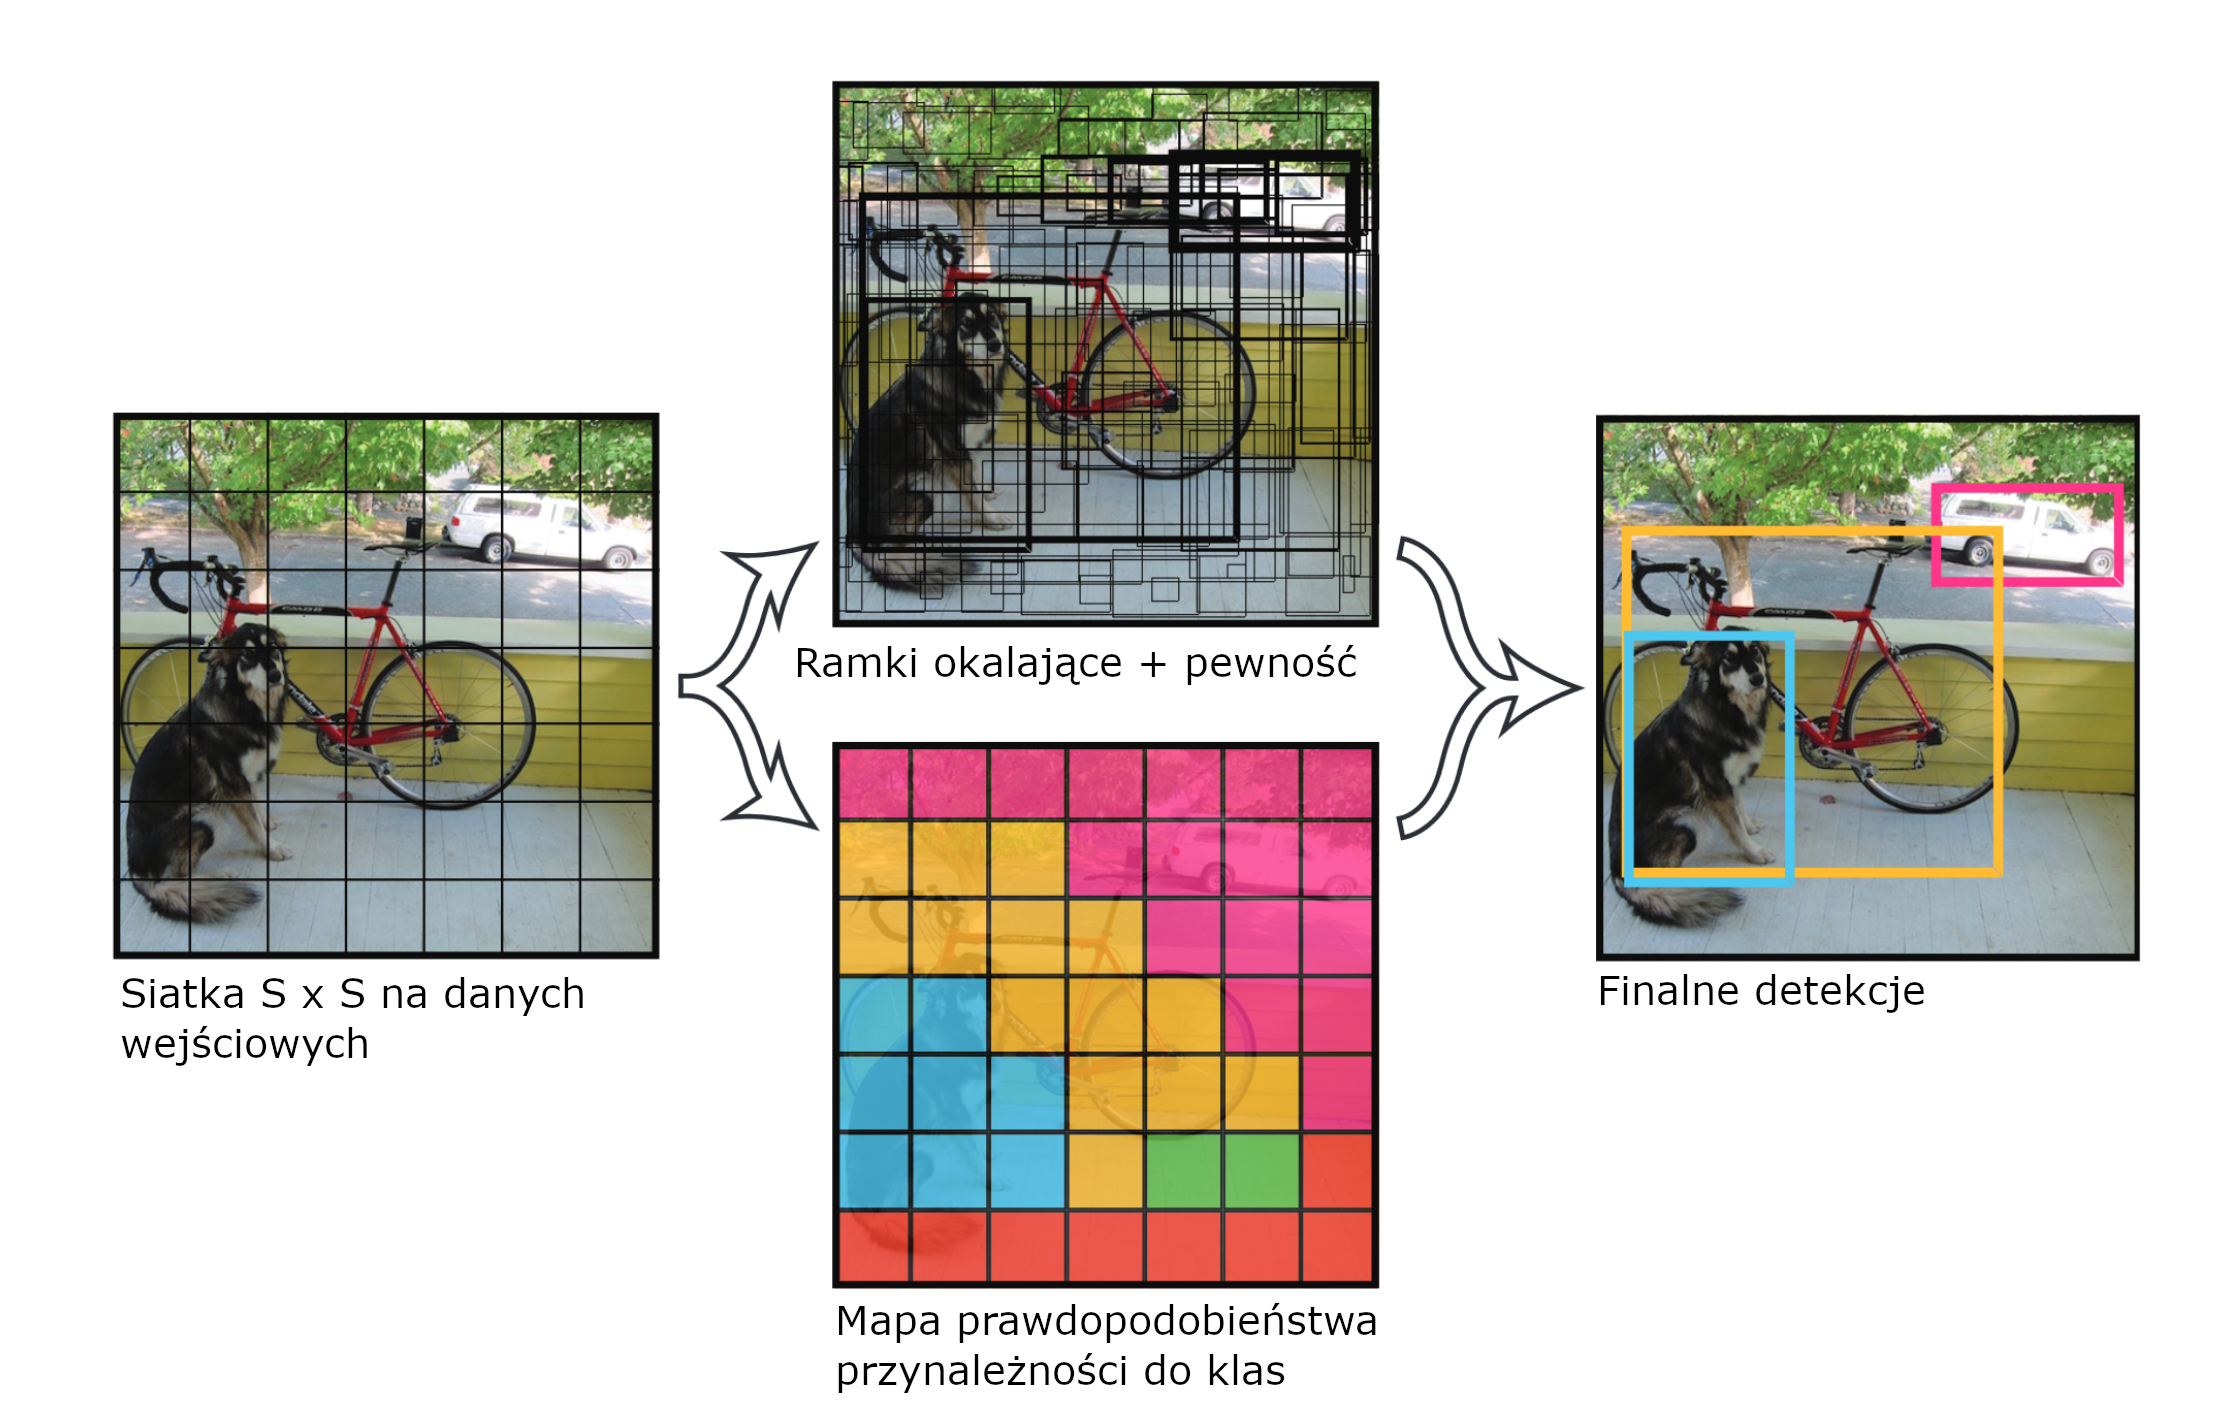 Ramki okalające + pewność
Siatka S x S na danych
wejściowych
Finalne detekcje
Mapa prawdopodobieństwa
przynależności do klas